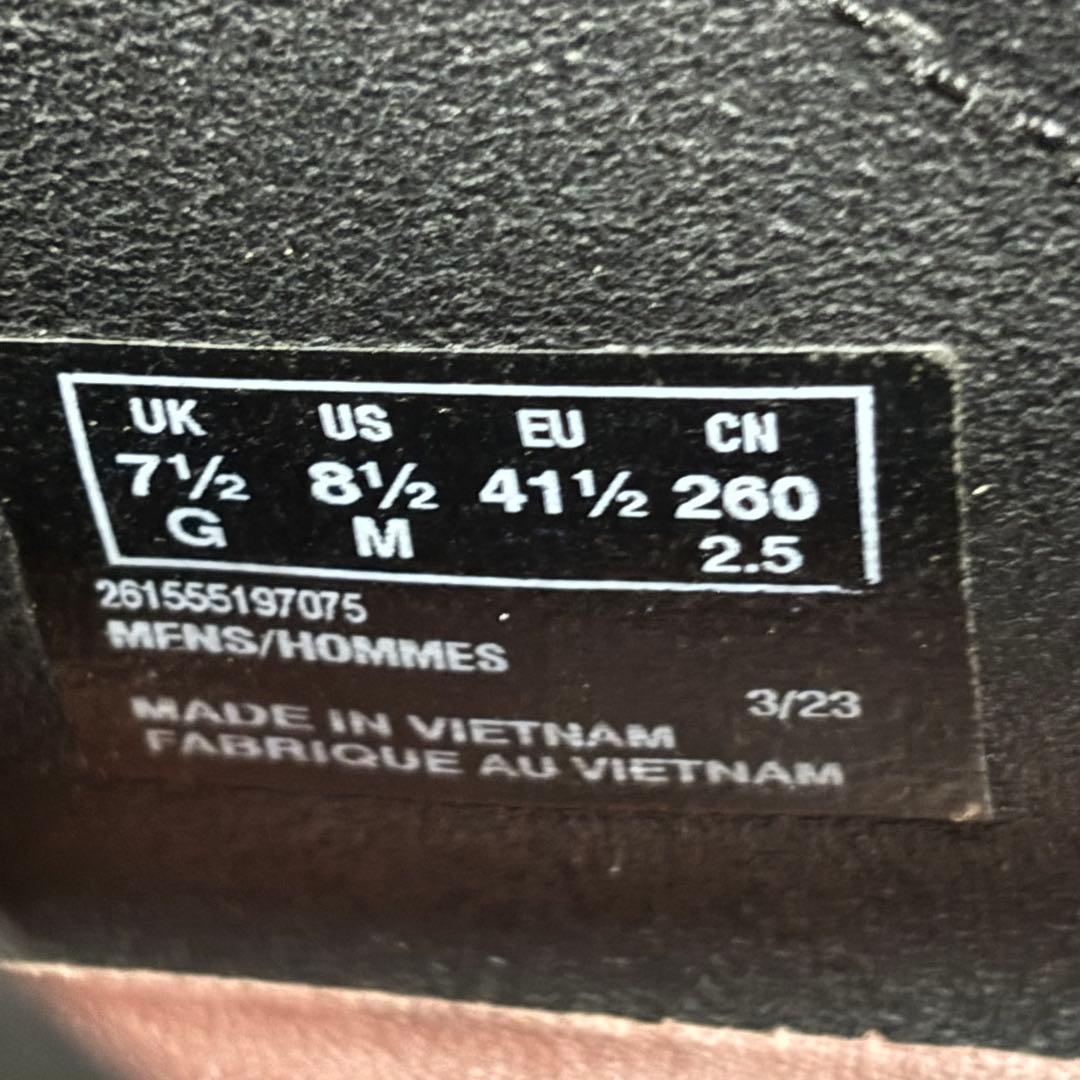 UK US EU CN
7½ 8½ 41½ 260
G M 2.5
261555197075
MENS/HOMMES
3/23
MADE IN VIETNAM
FABRIQUE AU VIETNAM